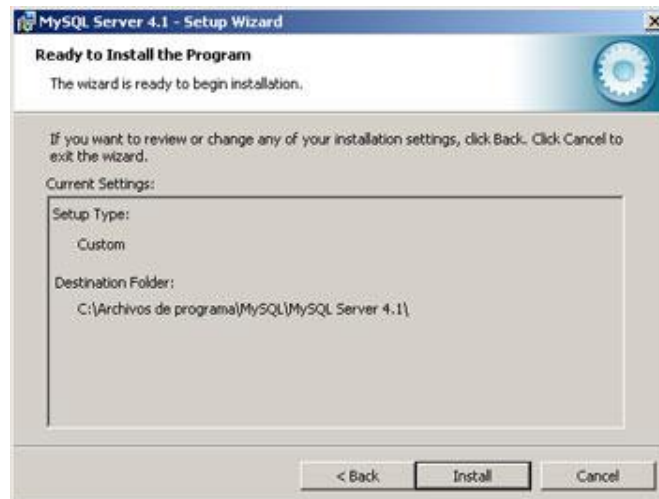 MySQL Server 4.1 - Setup Wizard
Ready to Install the Program
The wizard is ready to begin installation.
If you want to review or change any of your installation settings, click Back. Click Cancel to
exit the wizard.
Current Settings:
Setup Type:
Custom
Destination Folder:
C:\Archivos de programa\MySQL\MySQL Server 4.1\
< Back
Install
Cancel